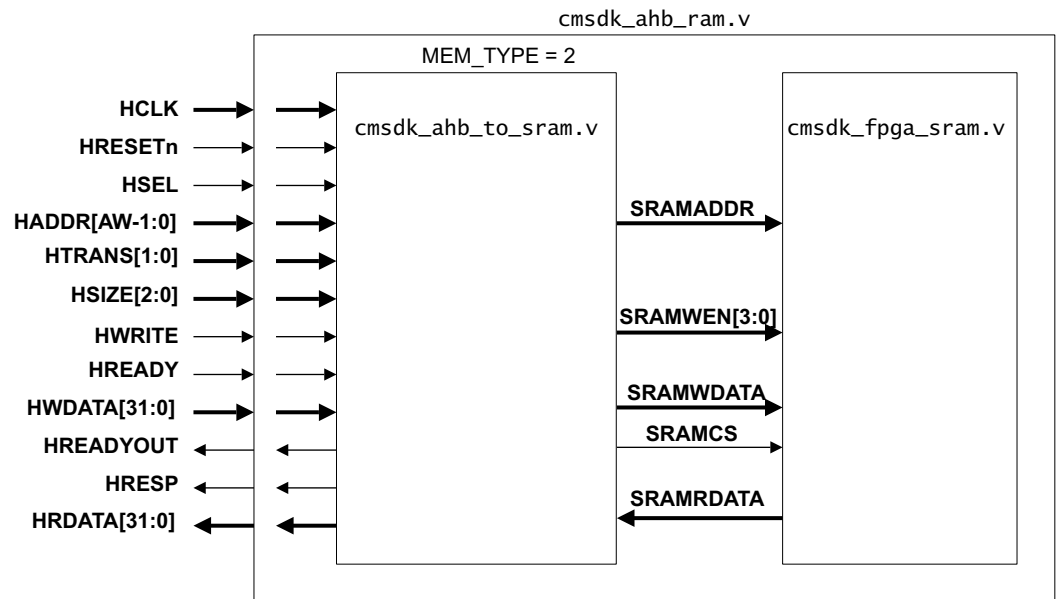 cmsdk_ahb_ram.v
MEM_TYPE = 2
cmsdk_ahb_to_sram.v
cmsdk_fpga_sram.v
HCLK
HRESETn
HSEL
HADDR[AW-1:0]
HTRANS[1:0]
HSIZE[2:0]
HWRITE
HREADY
HWDATA[31:0]
HREADYOUT
HRESP
HRDATA[31:0]
SRAMADDR
SRAMWEN[3:0]
SRAMWDATA
SRAMCS
SRAMRDATA